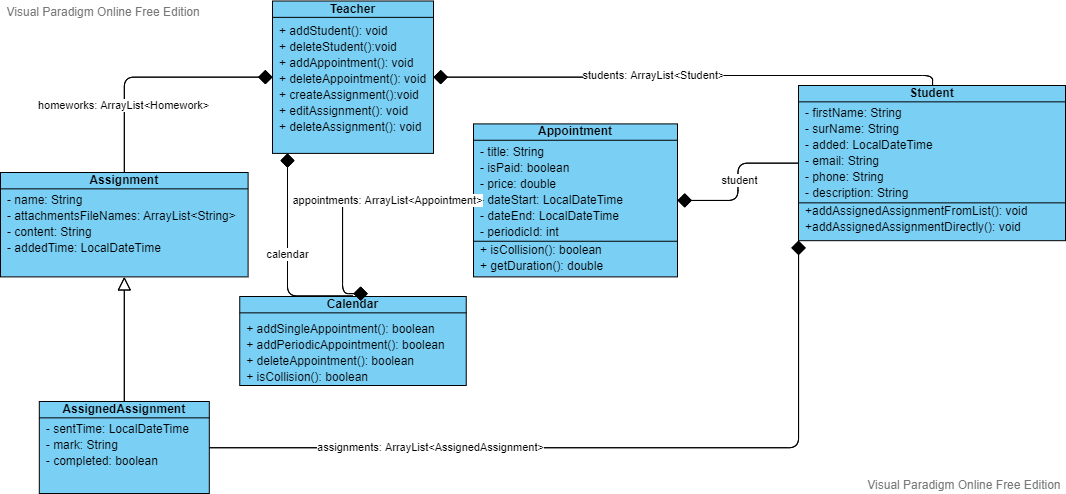 Visual Paradigm Online Free Edition
Teacher
+ addStudent(): void
+ deleteStudent():void
+ addAppointment(): void
+ deleteAppointment(): void
+ createAssignment():void
+ editAssignment(): void
+ deleteAssignment(): void
students: ArrayList<Student>
homeworks: ArrayList<Homework>
Student
- firstName: String
- surName: String
- added: LocalDateTime
- email: String
- phone: String
- description: String
+addAssignedAssignmentFromList(): void
+addAssignedAssignmentDirectly(): void
Appointment
- title: String
- isPaid: boolean
- price: double
- dateStart: LocalDateTime
- dateEnd: LocalDateTime
- periodicId: int
+ isCollision(): boolean
+ getDuration(): double
student
Assignment
- name: String
- attachmentsFileNames: ArrayList<String>
- content: String
- addedTime: LocalDateTime
appointments: ArrayList<Appointment>
calendar
Calendar
+ addSingleAppointment(): boolean
+ addPeriodicAppointment(): boolean
+ deleteAppointment(): boolean
+ isCollision(): boolean
AssignedAssignment
- sentTime: LocalDateTime
- mark: String
- completed: boolean
assignments: ArrayList<AssignedAssignment>
Visual Paradigm Online Free Edition